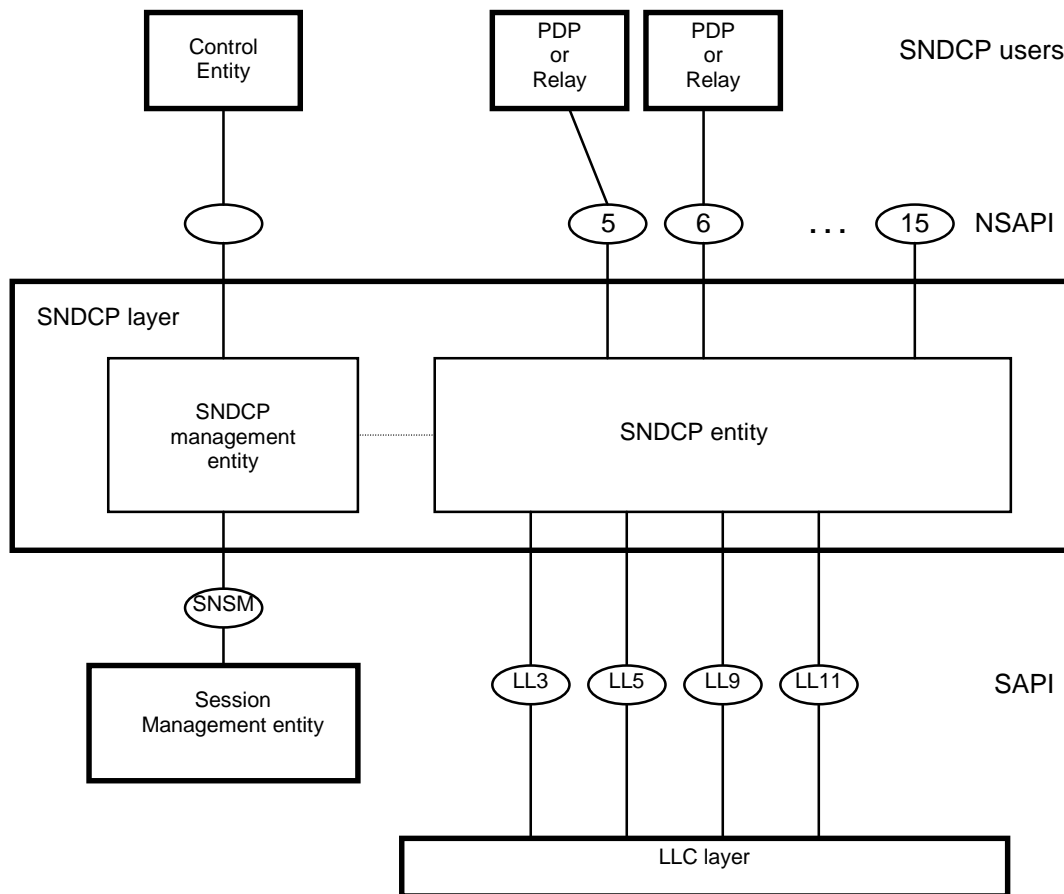 Control
Entity
PDP
or
Relay
PDP
or
Relay
SNDCP users
5
6
. . .
15
NSAPI
SNDCP layer
SNDCP
management
entity
SNDCP entity
SNSM
LL3
LL5
LL9
LL11
SAPI
Session
Management entity
LLC layer